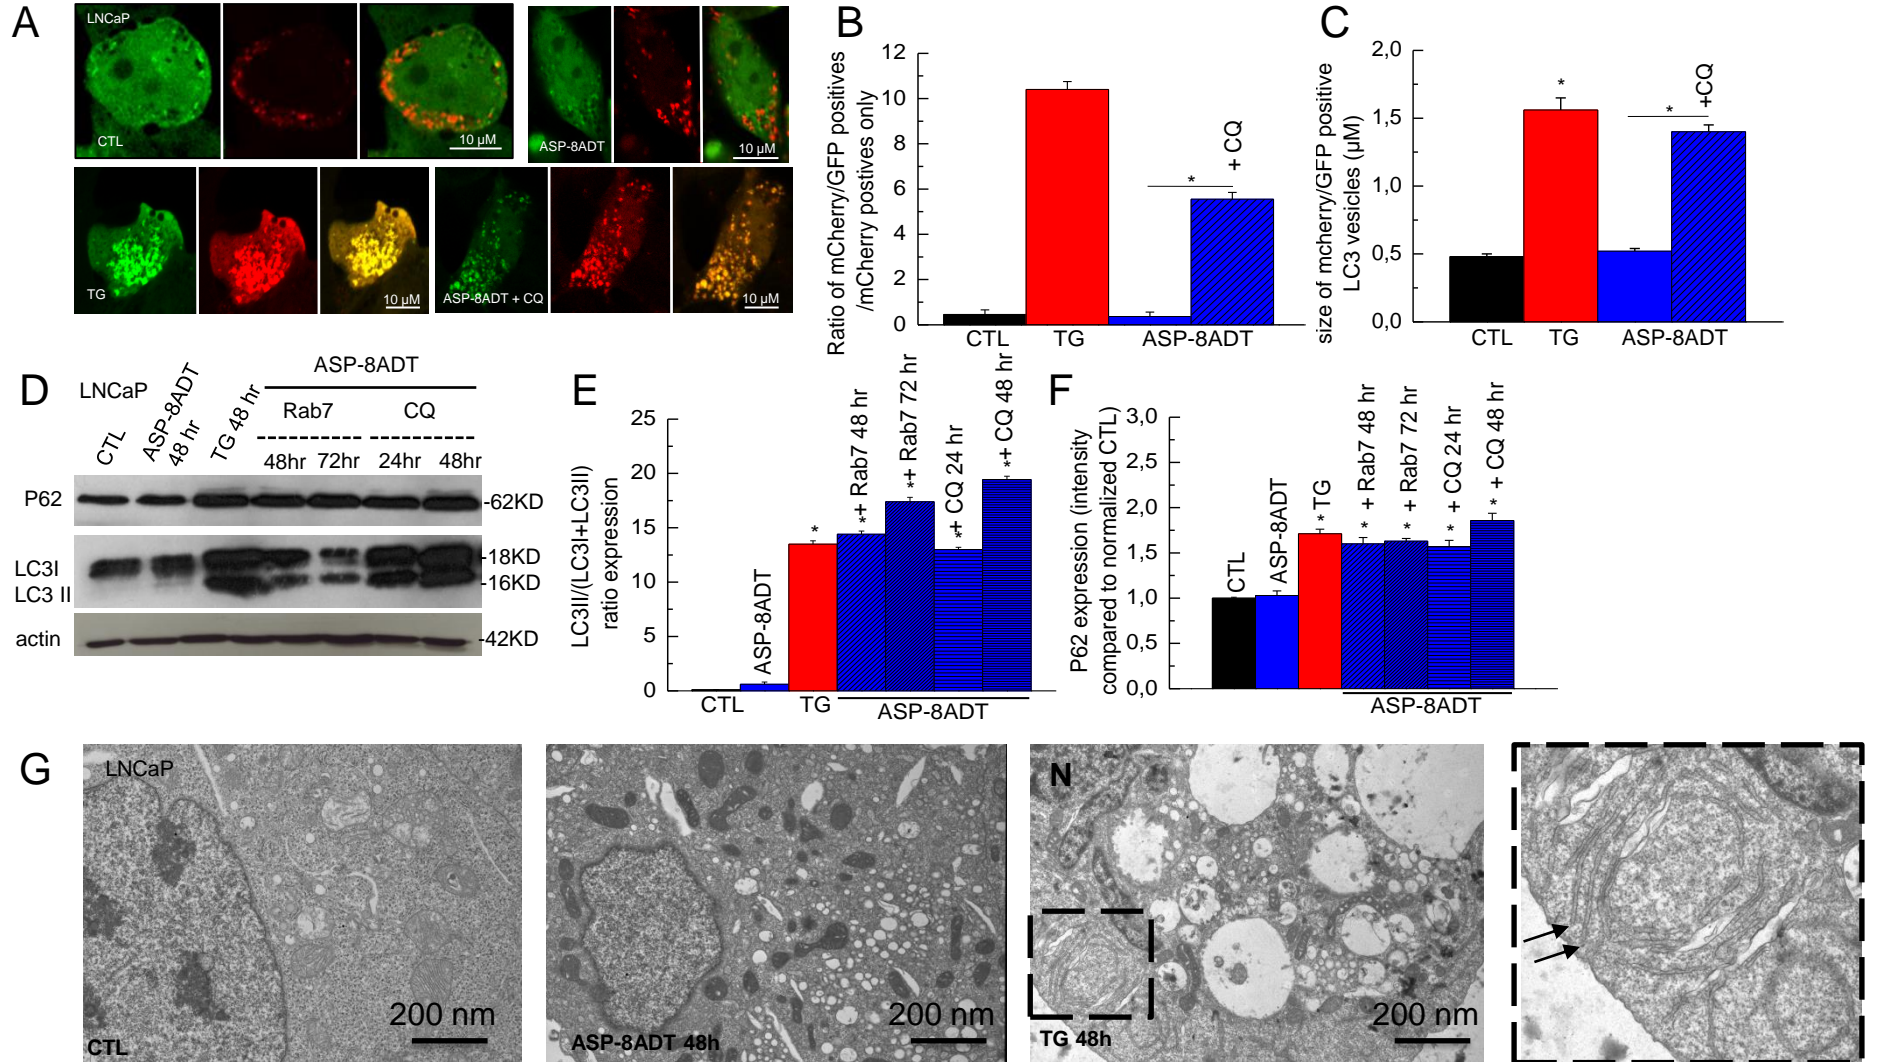 A
LNCaP
CTL
10 µM
ASP-8ADT
10 µM
TG
10 µM
ASP-8ADT + CQ
10 µM
B
Ratio of mCherry/GFP positives
/mCherry postives only
12
10
8
6
4
2
0
*
+ CQ
CTL
TG
ASP-8ADT
C
size of mcherry/GFP positive
LC3 vesicles (µM)
2,0
1,5
1,0
0,5
0,0
*
*
+CQ
CTL
TG
ASP-8ADT
D
LNCaP
CTL
ASP-8ADT
48 hr
TG 48 hr
ASP-8ADT
Rab7
CQ
48hr
72hr
24hr
48hr
P62
-62KD
LC3I
-18KD
LC3 II
-16KD
actin
-42KD
E
LC3II/(LC3I+LC3II)
ratio expression
25
20
15
10
5
0
ASP-8ADT
*
*+ Rab7 48 hr
*+ Rab7 72 hr
*+ CQ 24 hr
*+ CQ 48 hr
CTL
TG
ASP-8ADT
F
P62 expression (intensity
compared to normalized CTL)
3,0
2,5
2,0
1,5
1,0
0,5
0,0
CTL
ASP-8ADT
* TG
* + Rab7 48 hr
* + Rab7 72 hr
* + CQ 24 hr
* + CQ 48 hr
ASP-8ADT
G
LNCaP
200 nm
CTL
200 nm
ASP-8ADT 48h
N
200 nm
TG 48h